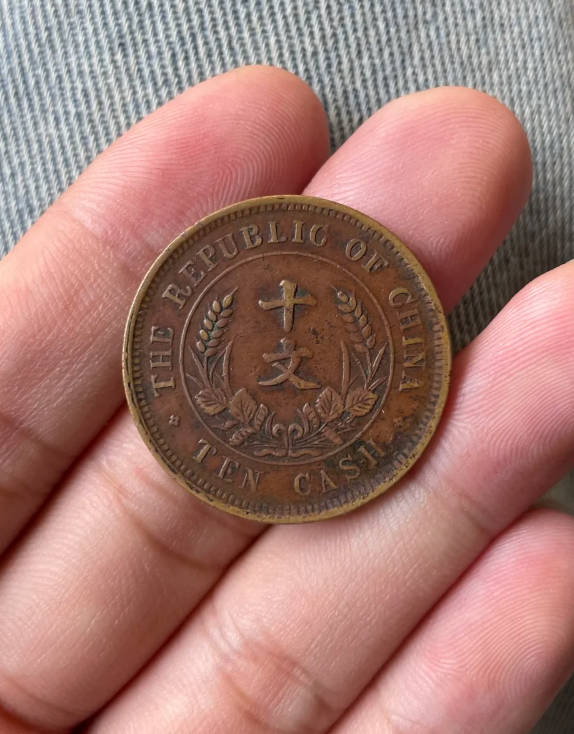 THE REPUBLIC OF CHINA
十
文
TEN CASH